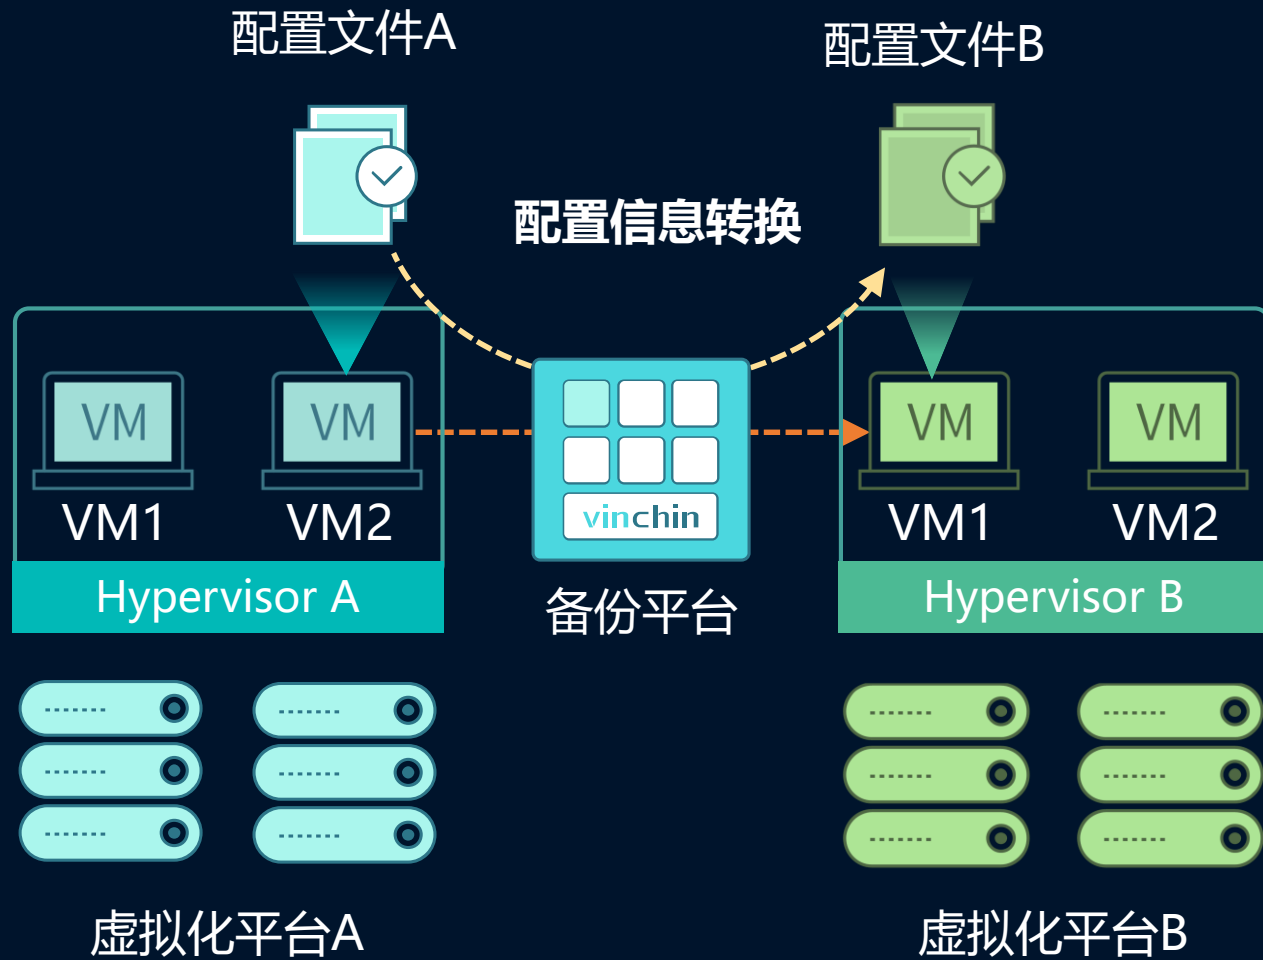 配置文件A
配置文件B
配置信息转换
VM
VM
VM
VM
VM1
VM2
vinchin
VM1
VM2
Hypervisor A
备份平台
Hypervisor B
虚拟化平台A
虚拟化平台B